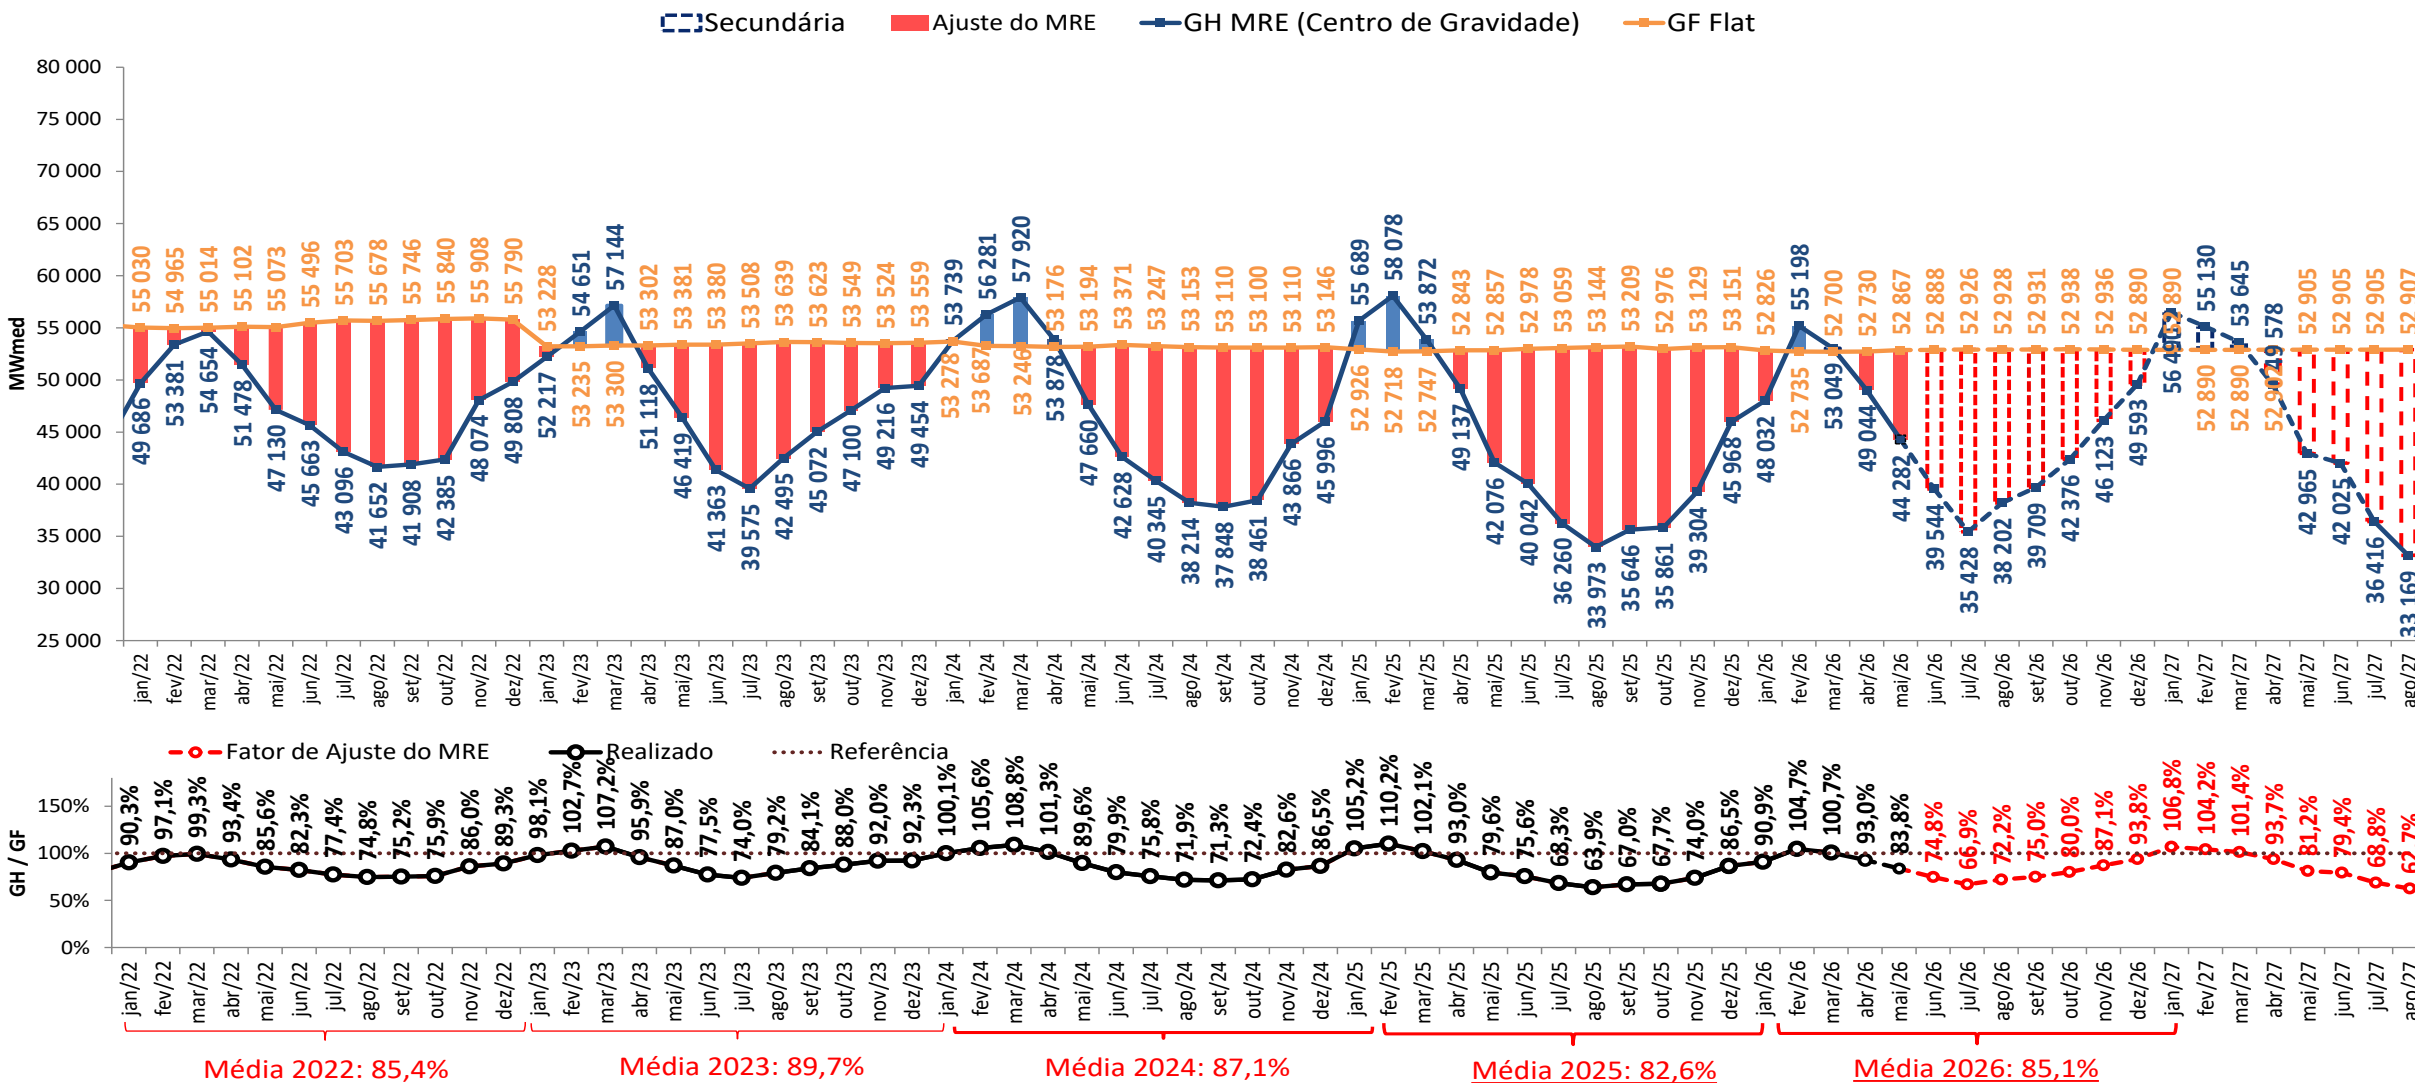 Secundária Ajuste do MRE GH MRE (Centro de Gravidade) GF Flat
MWmed
80 000
75 000
70 000
65 000
60 000
55 000
50 000
45 000
40 000
35 000
30 000
25 000
55 030 54 965 55 014 55 102 55 073 55 496 55 703 55 678 55 746 55 840 55 908 55 790 53 228 53 235 53 300 53 302 53 381 53 380 53 508 53 639 53 623 53 549 53 524 53 559 53 278 53 687 53 246 53 176 53 194 53 371 53 247 53 153 53 110 53 100 53 110 53 146 52 926 52 718 52 747 52 843 52 857 52 978 53 059 53 144 53 209 52 976 53 129 53 151 52 826 52 735 52 700 52 730 52 867 52 888 52 926 52 928 52 931 52 938 52 936 52 890 52 890 52 890 52 890 52 902 52 905 52 905 52 905 52 907
49 686 53 381 54 654 51 478 47 130 45 663 43 096 41 652 41 908 42 385 48 074 49 808 52 217 54 651 57 144 51 118 46 419 41 363 39 575 42 495 45 072 47 100 49 216 49 454 53 739 56 281 57 920 53 878 47 660 42 628 40 345 38 214 37 848 38 461 43 866 45 996 55 689 58 078 53 872 49 137 42 076 40 042 36 260 33 973 35 646 35 861 39 304 45 968 48 032 55 198 53 049 49 044 44 282 39 544 35 428 38 202 39 709 42 376 46 123 49 593 56 490 55 130 53 645 49 578 42 965 42 025 36 416 33 169
jan/22 fev/22 mar/22 abr/22 mai/22 jun/22 jul/22 ago/22 set/22 out/22 nov/22 dez/22 jan/23 fev/23 mar/23 abr/23 mai/23 jun/23 jul/23 ago/23 set/23 out/23 nov/23 dez/23 jan/24 fev/24 mar/24 abr/24 mai/24 jun/24 jul/24 ago/24 set/24 out/24 nov/24 dez/24 jan/25 fev/25 mar/25 abr/25 mai/25 jun/25 jul/25 ago/25 set/25 out/25 nov/25 dez/25 jan/26 fev/26 mar/26 abr/26 mai/26 jun/26 jul/26 ago/26 set/26 out/26 nov/26 dez/26 jan/27 fev/27 mar/27 abr/27 mai/27 jun/27 jul/27 ago/27
Fator de Ajuste do MRE Realizado Referência
GH / GF
150%
100%
50%
0%
90,3% 97,1% 99,3% 93,4% 85,6% 82,3% 77,4% 74,8% 75,2% 75,9% 86,0% 89,3% 98,1% 102,7% 107,2% 95,9% 87,0% 77,5% 74,0% 79,2% 84,1% 88,0% 92,0% 92,3% 100,1% 105,6% 108,8% 101,3% 89,6% 79,9% 75,8% 71,9% 71,3% 72,4% 82,6% 86,5% 105,2% 110,2% 102,1% 93,0% 79,6% 75,6% 68,3% 63,9% 67,0% 67,7% 74,0% 86,5% 90,9% 104,7% 100,7% 93,0% 83,8% 74,8% 66,9% 72,2% 75,0% 80,0% 87,1% 93,8% 106,8% 104,2% 101,4% 93,7% 81,2% 79,4% 68,8% 62,7%
jan/22 fev/22 mar/22 abr/22 mai/22 jun/22 jul/22 ago/22 set/22 out/22 nov/22 dez/22 jan/23 fev/23 mar/23 abr/23 mai/23 jun/23 jul/23 ago/23 set/23 out/23 nov/23 dez/23 jan/24 fev/24 mar/24 abr/24 mai/24 jun/24 jul/24 ago/24 set/24 out/24 nov/24 dez/24 jan/25 fev/25 mar/25 abr/25 mai/25 jun/25 jul/25 ago/25 set/25 out/25 nov/25 dez/25 jan/26 fev/26 mar/26 abr/26 mai/26 jun/26 jul/26 ago/26 set/26 out/26 nov/26 dez/26 jan/27 fev/27 mar/27 abr/27 mai/27 jun/27 jul/27 ago/27
Média 2022: 85,4% Média 2023: 89,7% Média 2024: 87,1% Média 2025: 82,6% Média 2026: 85,1%